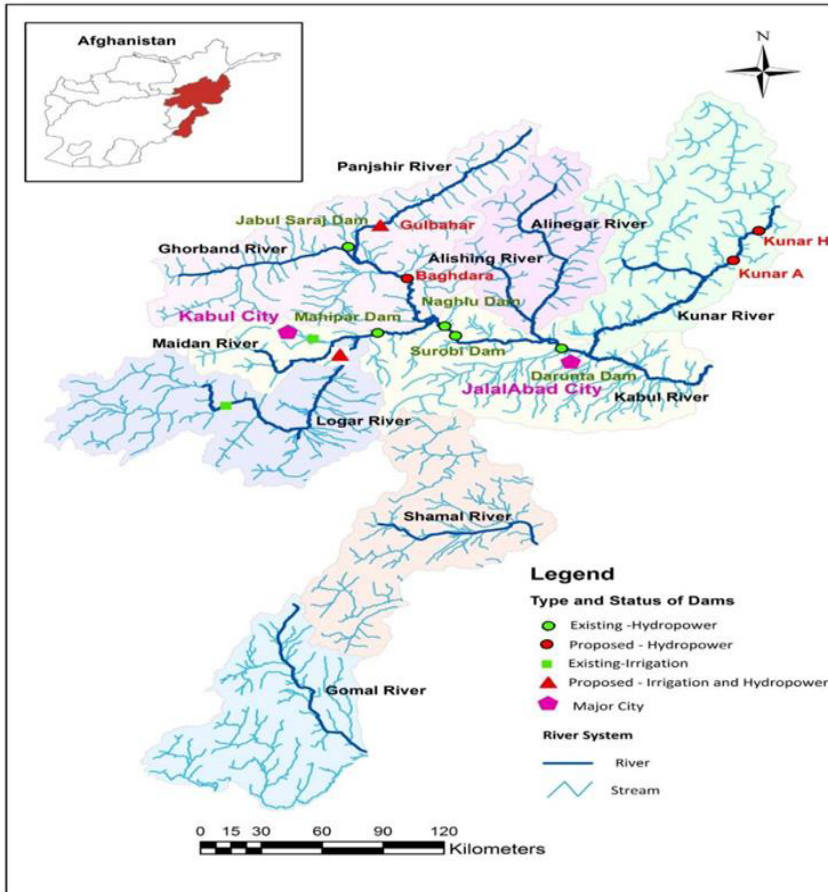 Afghanistan
N
Panjshir River
Jabul Saraj Dam
Gulbahar
Alinegar River
Ghorband River
Kunar H
Alishing River
Baghdara
Kunar A
Naghlu Dam
Kabul City
Mahipar Dam
Kunar River
Maidan River
Surobi Dam
Darunta Dam
JalalAbad City
Kabul River
Logar River
Shamal River
Gomal River
Legend
Type and Status of Dams
Existing -Hydropower
Proposed - Hydropower
Existing-Irrigation
Proposed - Irrigation and Hydropower
Major City
River System
River
Stream
0 15 30 60 90 120
Kilometers